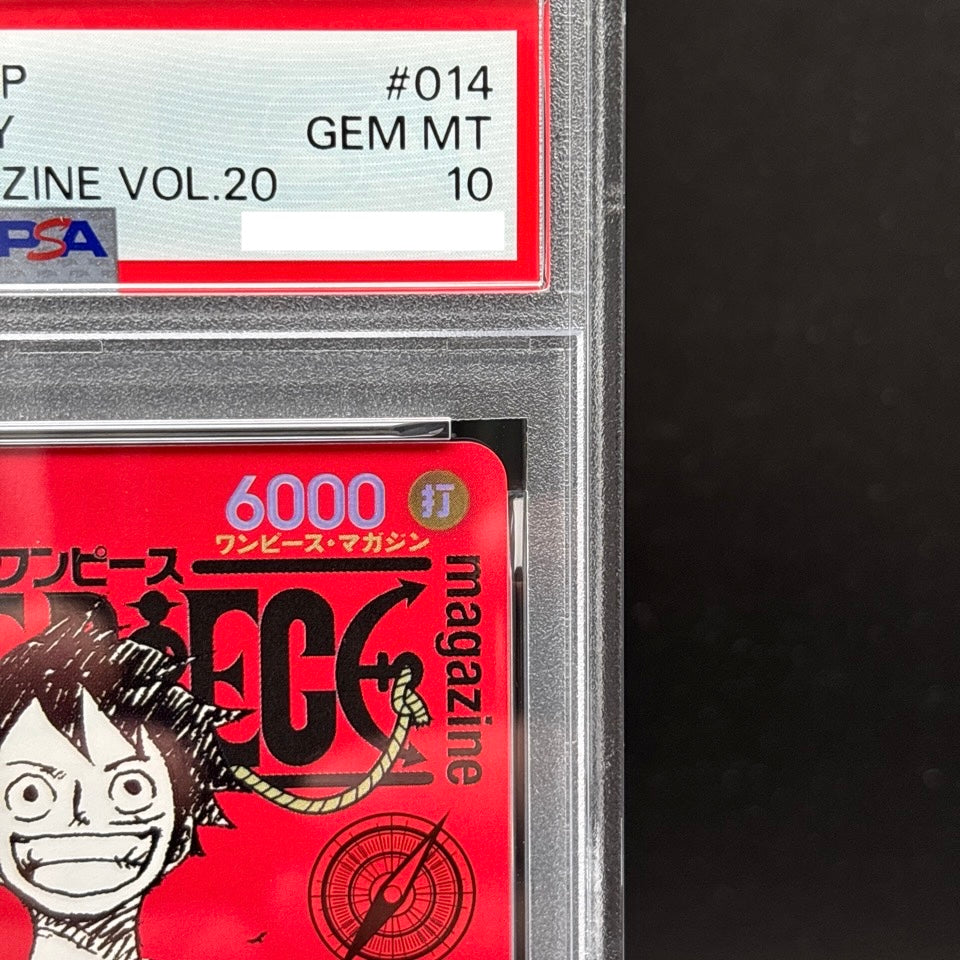 P #014
Y GEM MT
ZINE VOL.20 10
PSA
6000 打
ワンピース・マガジン
ワンピース
PIECE
magazine